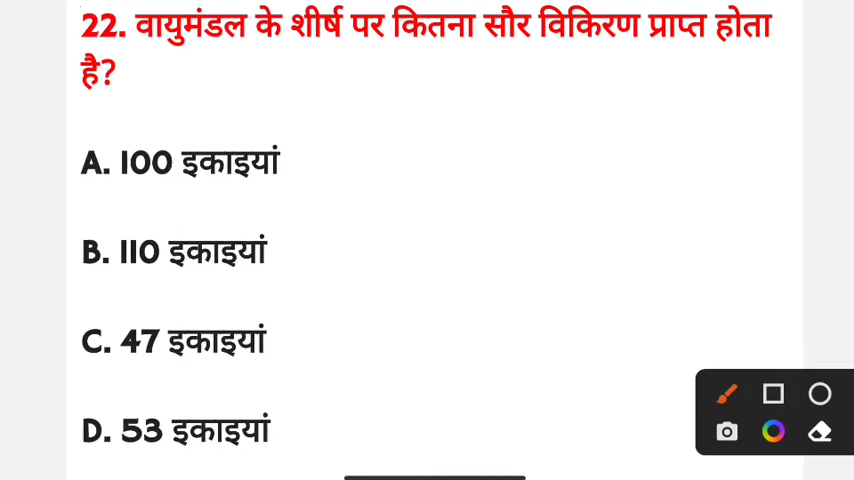 22. वायुमंडल के शीर्ष पर कितना सौर विकिरण प्राप्त होता
है?
A. 100 इकाइयां
B. 110 इकाइयां
C. 47 इकाइयां
D. 53 इकाइयां